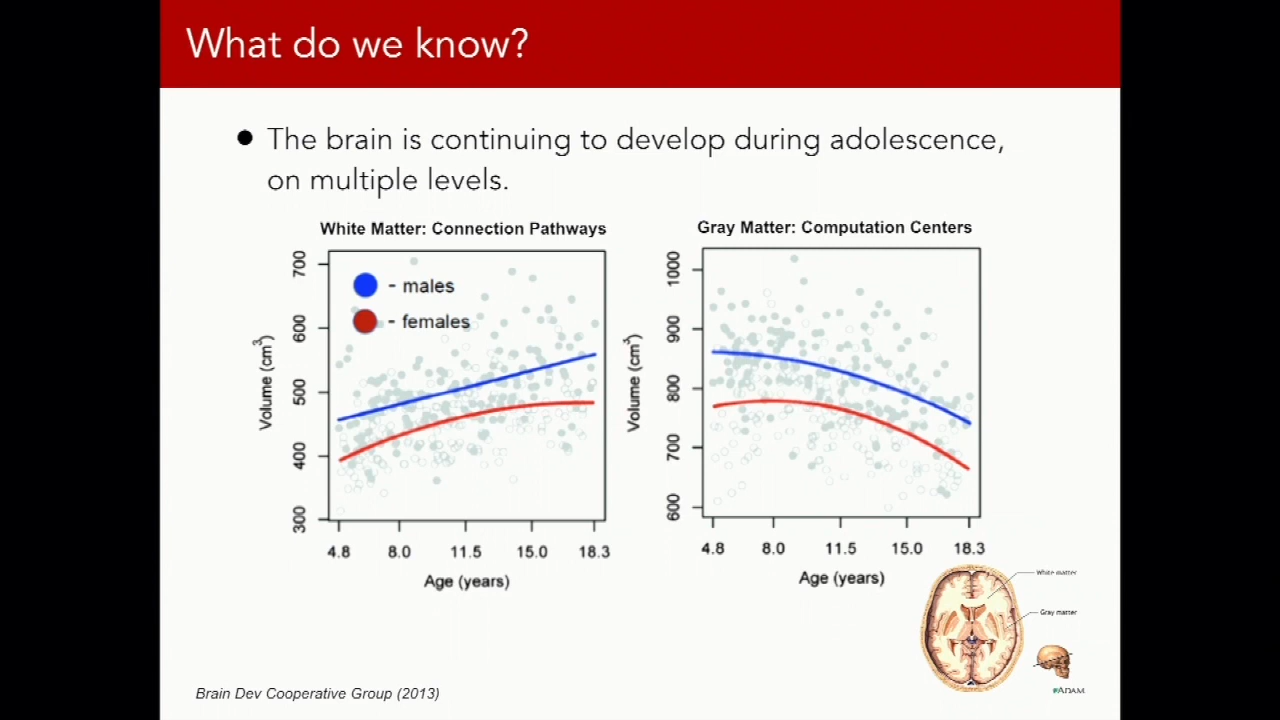 What do we know?
● The brain is continuing to develop during adolescence,
on multiple levels.
White Matter: Connection Pathways
700
600
500
400
300
Volume (cm³)
- males
- females
4.8 8.0 11.5 15.0 18.3
Age (years)
Gray Matter: Computation Centers
1000
900
800
700
600
Volume (cm³)
4.8 8.0 11.5 15.0 18.3
Age (years)
White matter
Gray matter
ADAM
Brain Dev Cooperative Group (2013)